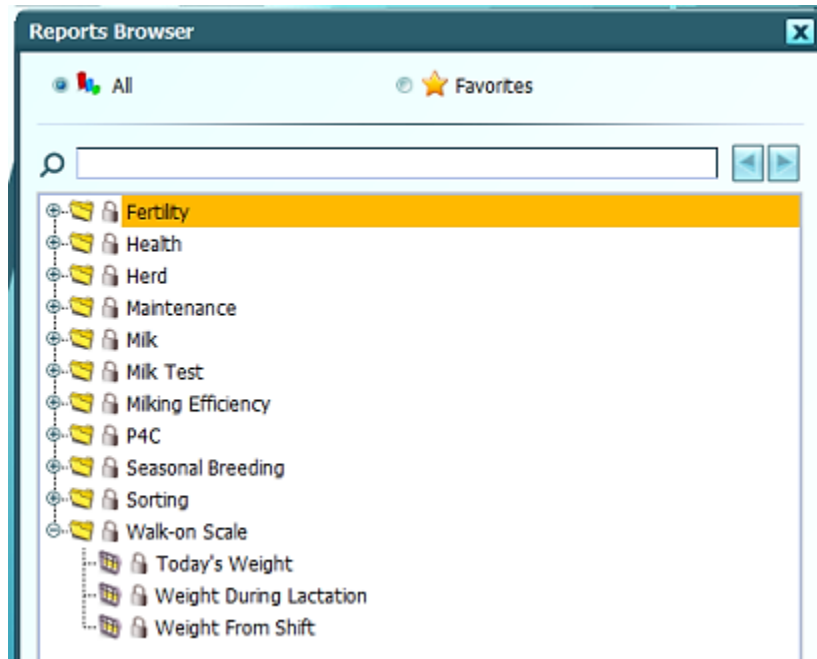 Reports Browser
All Favorites
Fertility
Health
Herd
Maintenance
Milk
Milk Test
Milking Efficiency
P4C
Seasonal Breeding
Sorting
Walk-on Scale
Today's Weight
Weight During Lactation
Weight From Shift